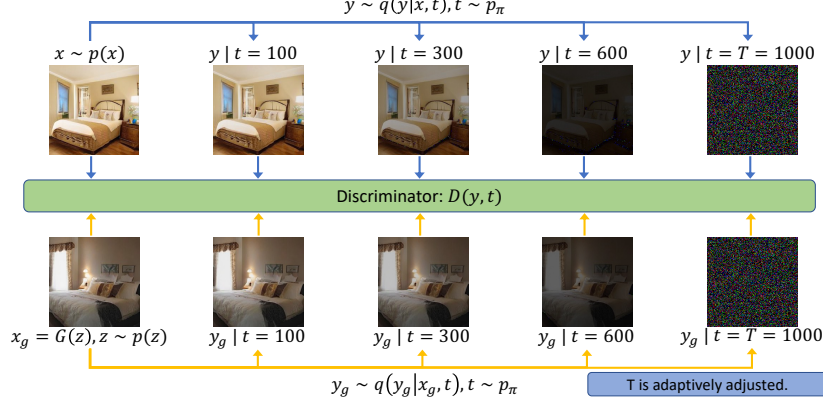 y ~ q(y|x, t), t ~ p_π
x ~ p(x)
y | t = 100
y | t = 300
y | t = 600
y | t = T = 1000
Discriminator: D(y, t)
x_g = G(z), z ~ p(z)
y_g | t = 100
y_g | t = 300
y_g | t = 600
y_g | t = T = 1000
y_g ~ q(y_g|x_g, t), t ~ p_π
T is adaptively adjusted.